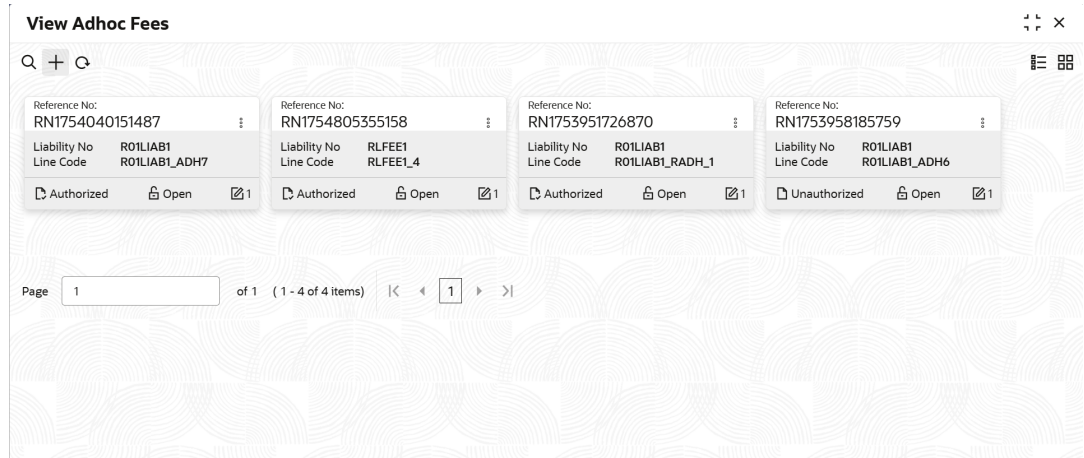 View Adhoc Fees
Reference No:
RN1754040151487
Liability No R01LIAB1
Line Code R01LIAB1_ADH7
Authorized Open 1
Reference No:
RN1754805355158
Liability No RLFEE1
Line Code RLFEE1_4
Authorized Open 1
Reference No:
RN1753951726870
Liability No R01LIAB1
Line Code R01LIAB1_RADH_1
Authorized Open 1
Reference No:
RN1753958185759
Liability No R01LIAB1
Line Code R01LIAB1_ADH6
Unauthorized Open 1
Page 1 of 1 ( 1 - 4 of 4 items) 1